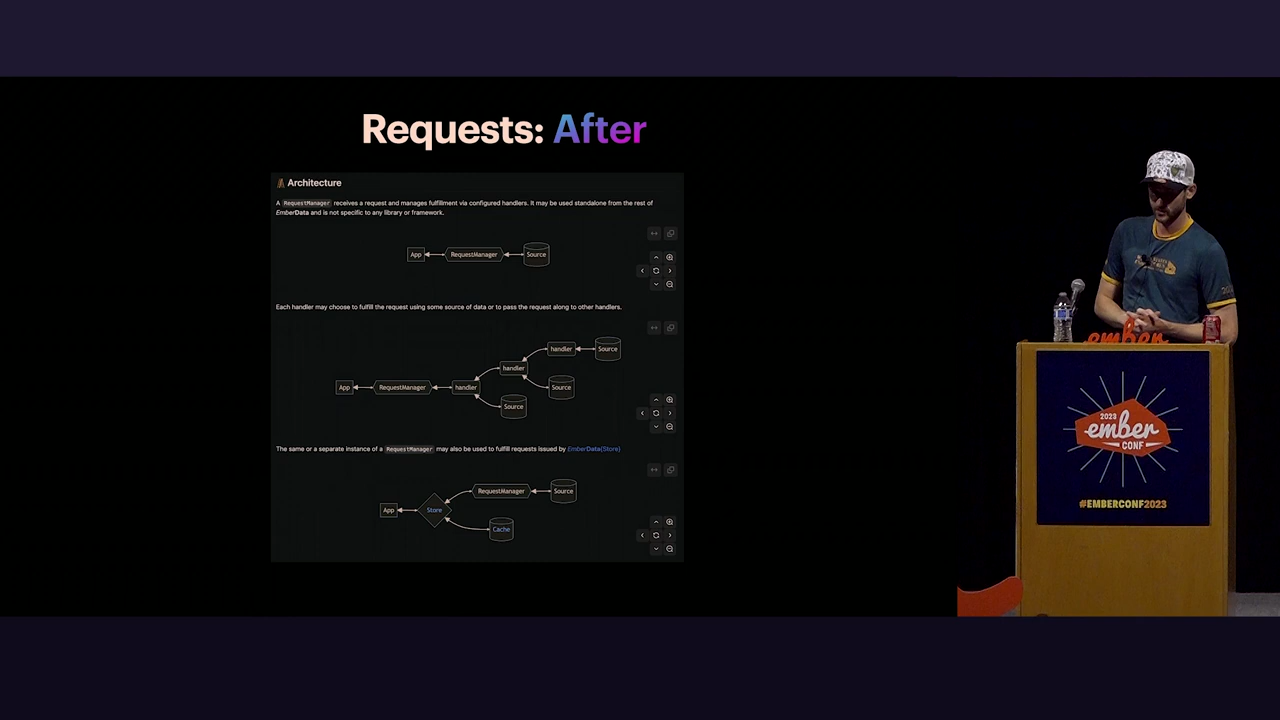 Requests: After
Architecture
A RequestManager receives a request and manages fulfillment via configured handlers. It may be used standalone from the rest of
EmberData and is not specific to any library or framework.
App
RequestManager
Source
Each handler may choose to fulfill the request using some source of data or to pass the request along to other handlers.
handler
Source
handler
App
RequestManager
handler
Source
Source
The same or a separate instance of a RequestManager may also be used to fulfill requests issued by EmberData(Store)
RequestManager
Source
App
Store
Cache
ember
2023
ember
CONF
#EMBERCONF2023